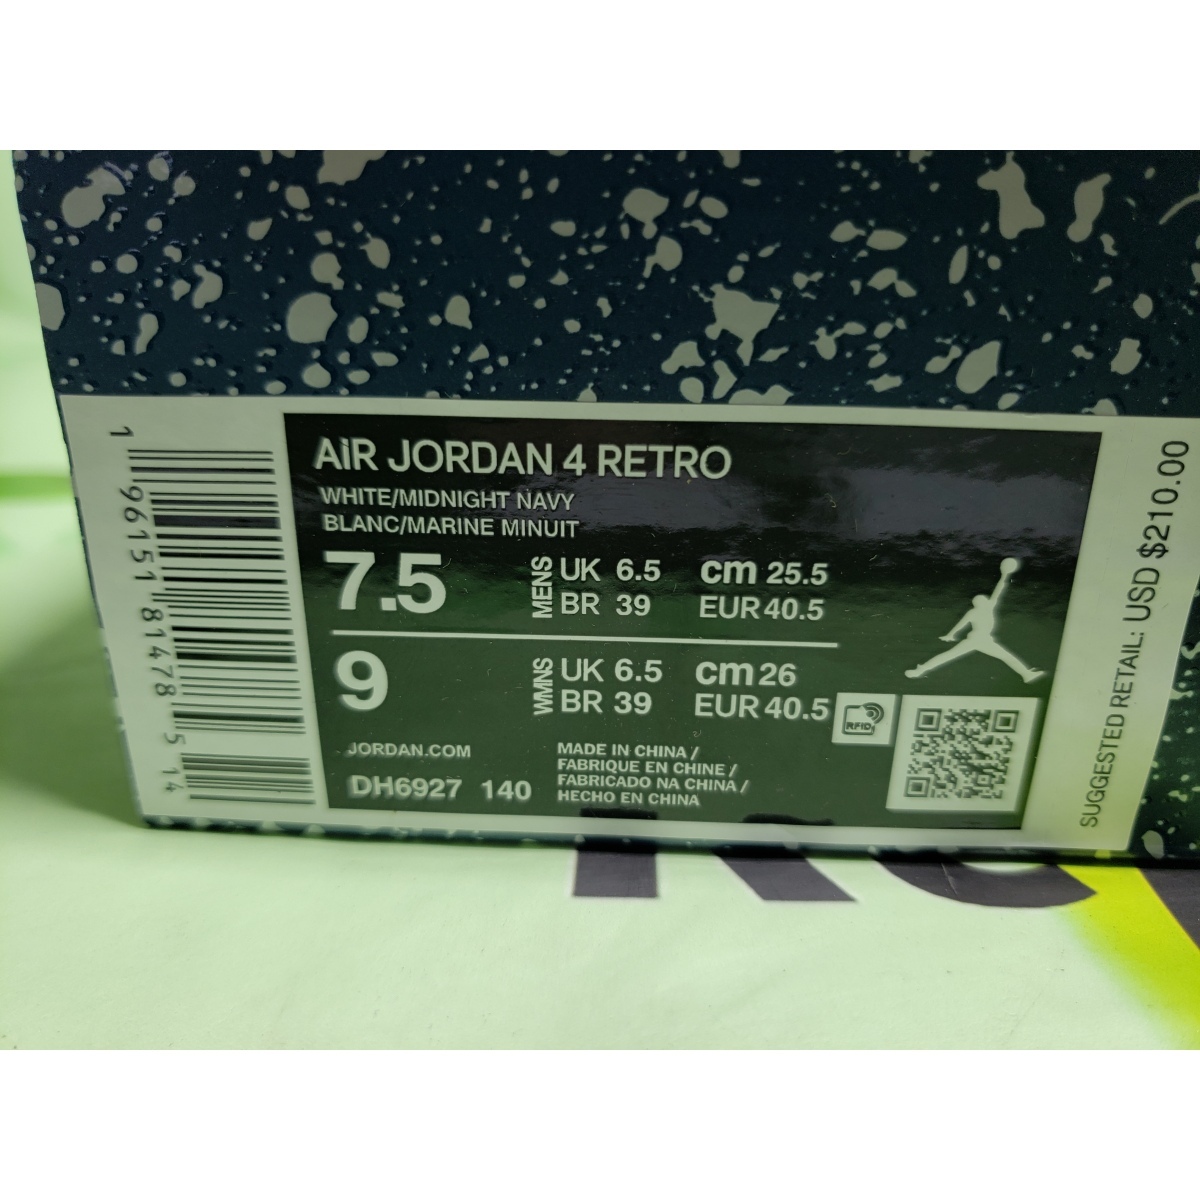 AiR JORDAN 4 RETRO
WHITE/MIDNIGHT NAVY
BLANC/MARINE MINUIT
7.5
MENS
UK 6.5 cm 25.5
BR 39 EUR 40.5
9
WMNS
UK 6.5 cm 26
BR 39 EUR 40.5
RFID
JORDAN.COM
DH6927 140
MADE IN CHINA /
FABRIQUE EN CHINE /
FABRICADO NA CHINA /
HECHO EN CHINA
1 96151 81478 5 14
SUGGESTED RETAIL: USD $210.00